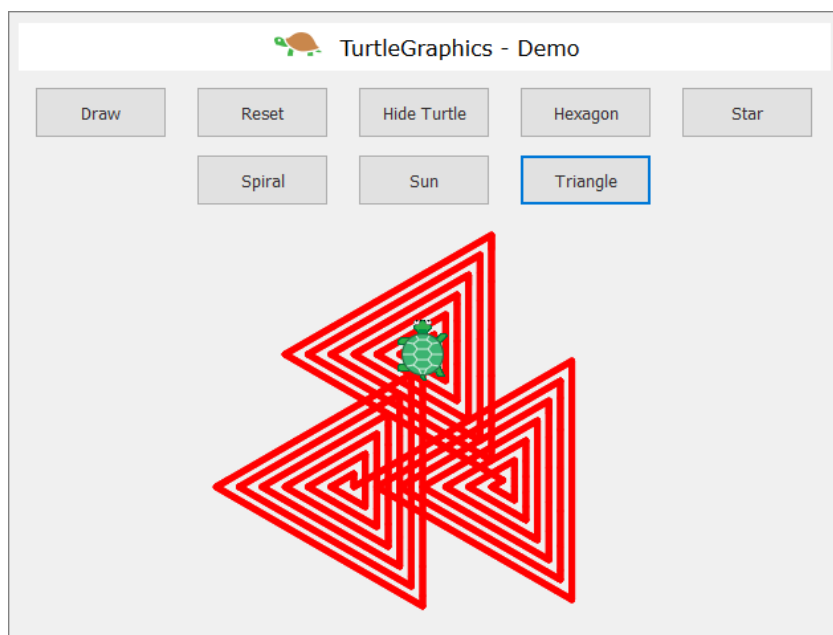 TurtleGraphics - Demo
Draw Reset Hide Turtle Hexagon Star
Spiral Sun Triangle